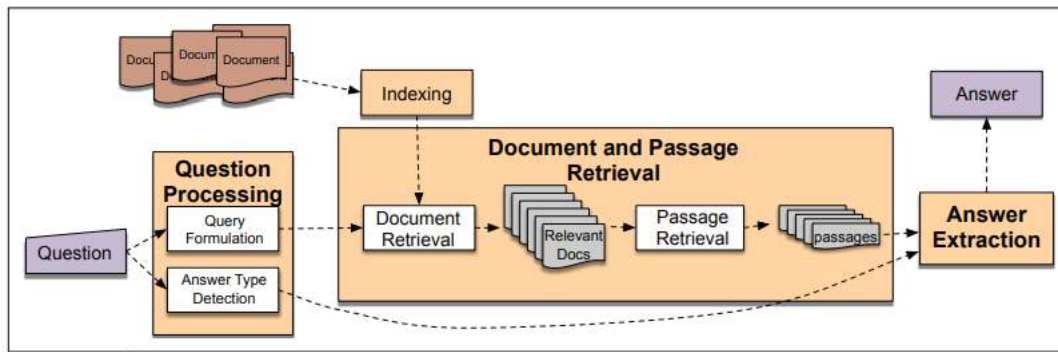 Document
Indexing
Answer
Document and Passage
Retrieval
Question
Processing
Query
Formulation
Document
Retrieval
Relevant
Docs
Passage
Retrieval
passages
Answer
Extraction
Question
Answer Type
Detection